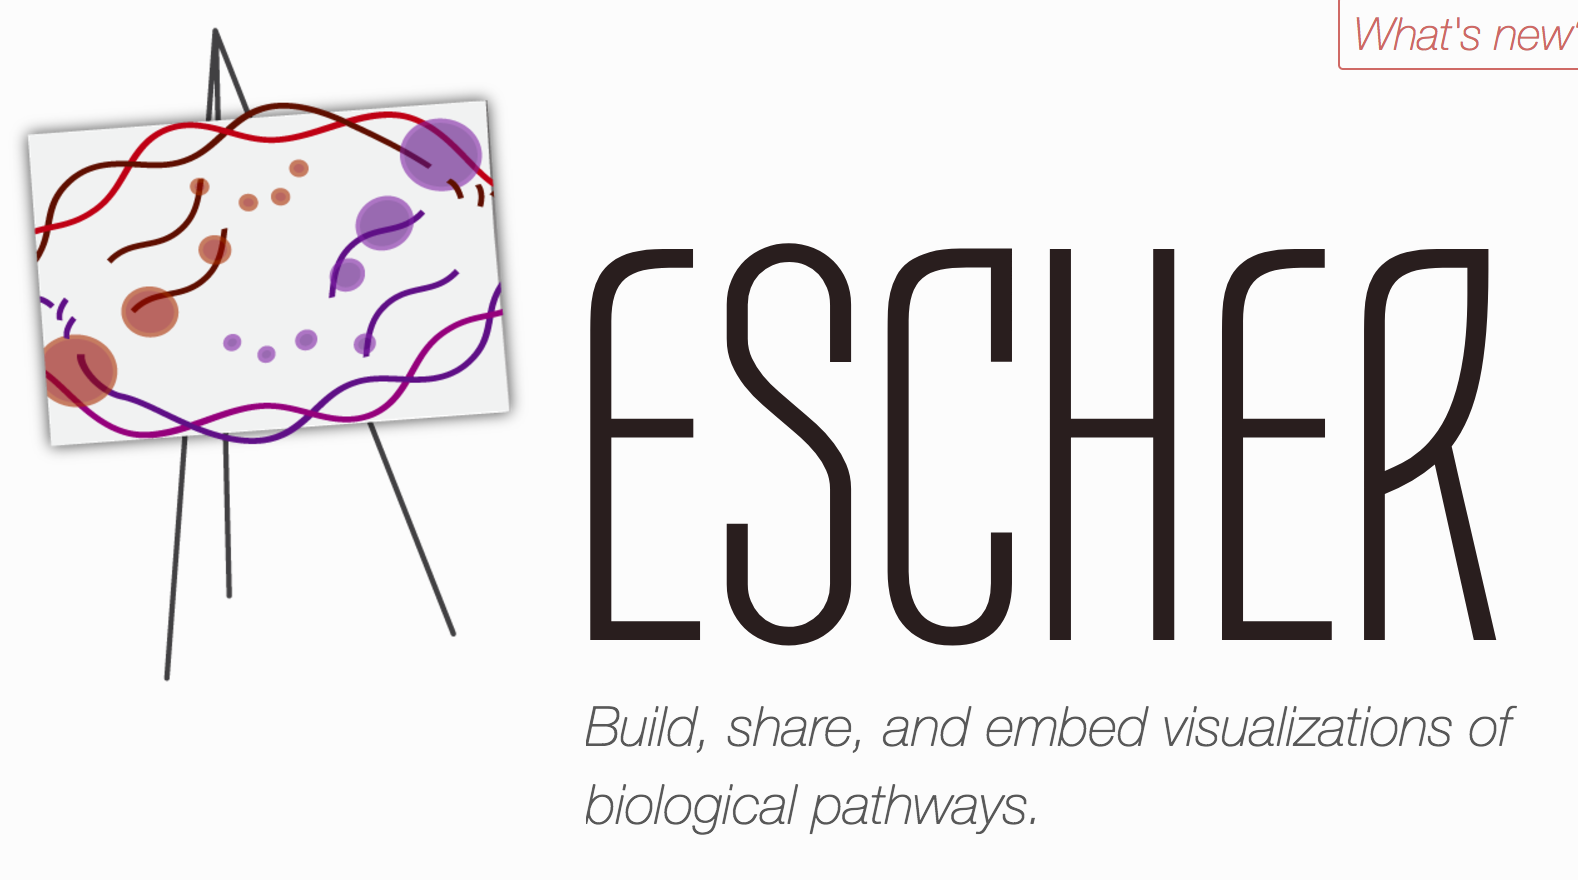 What's new?
ESCHER
Build, share, and embed visualizations of
biological pathways.